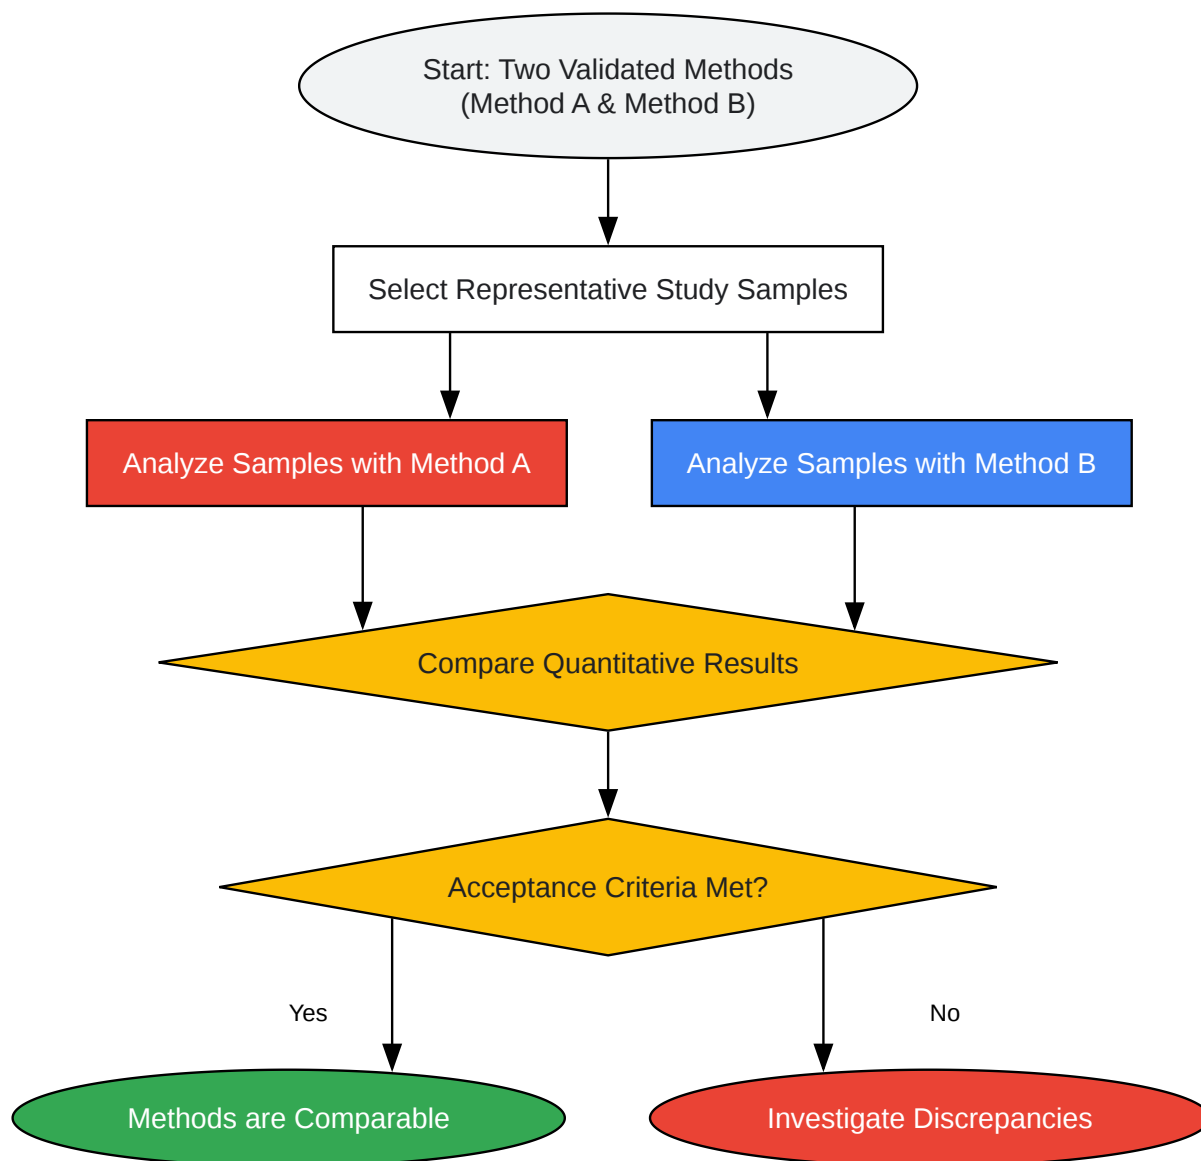 Start: Two Validated Methods
(Method A & Method B)
Select Representative Study Samples
Analyze Samples with Method A
Analyze Samples with Method B
Compare Quantitative Results
Acceptance Criteria Met?
Yes
No
Methods are Comparable
Investigate Discrepancies